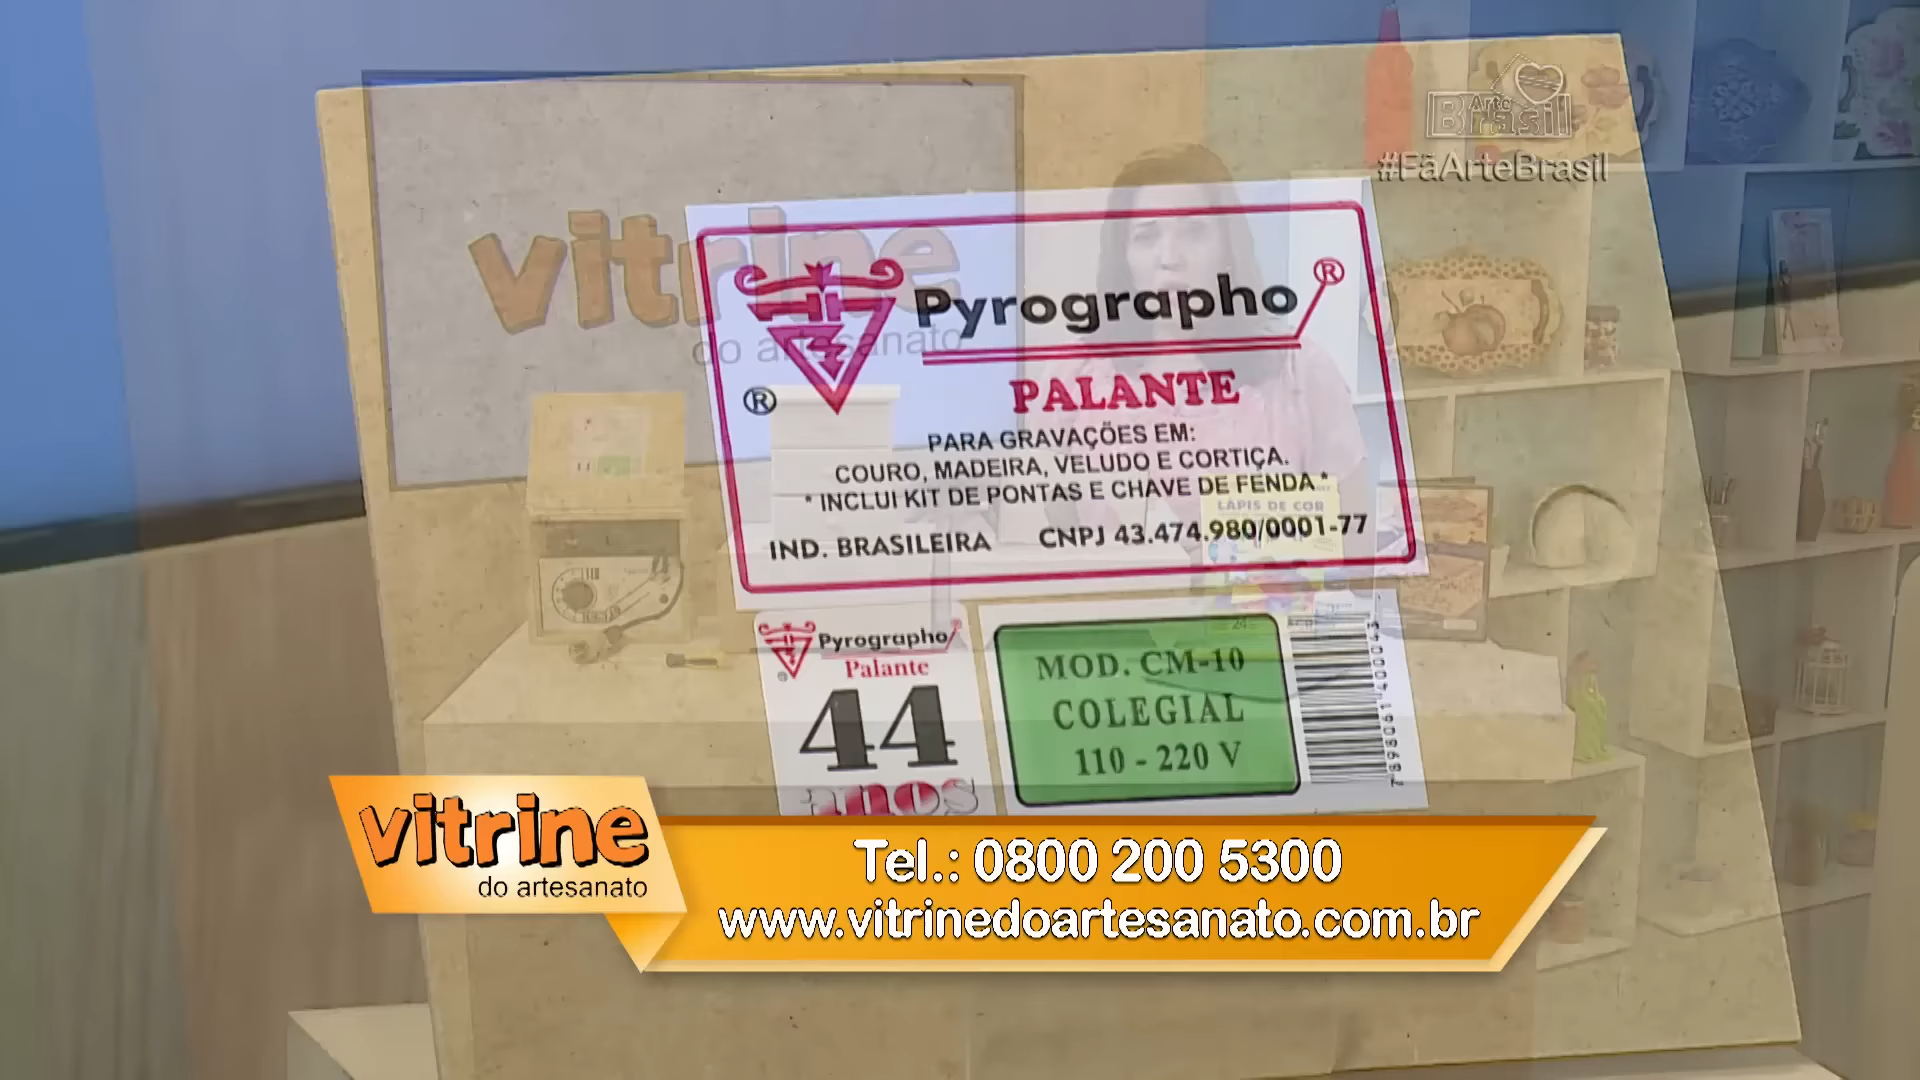 Arte
Brasil
#FãArteBrasil
vitrine
do artesanato
Pyrographo ®
®
PALANTE
PARA GRAVAÇÕES EM:
COURO, MADEIRA, VELUDO E CORTIÇA.
* INCLUI KIT DE PONTAS E CHAVE DE FENDA *
IND. BRASILEIRA CNPJ 43.474.980/0001-77
LÁPIS DE COR
Pyrographo
® Palante
44
anos
MOD. CM-10
COLEGIAL
110 - 220 V
7898061400043
vitrine
do artesanato
Tel.: 0800 200 5300
www.vitrinedoartesanato.com.br